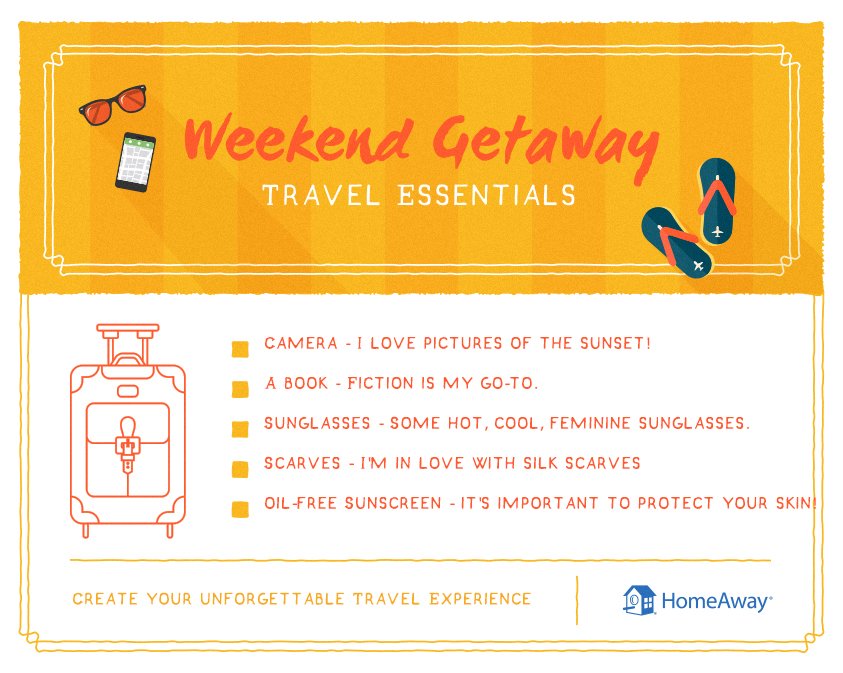 Weekend Getaway
TRAVEL ESSENTIALS
CAMERA - I LOVE PICTURES OF THE SUNSET!
A BOOK - FICTION IS MY GO-TO.
SUNGLASSES - SOME HOT, COOL, FEMININE SUNGLASSES.
SCARVES - I'M IN LOVE WITH SILK SCARVES
OIL-FREE SUNSCREEN - IT'S IMPORTANT TO PROTECT YOUR SKIN!
CREATE YOUR UNFORGETTABLE TRAVEL EXPERIENCE
HomeAway®